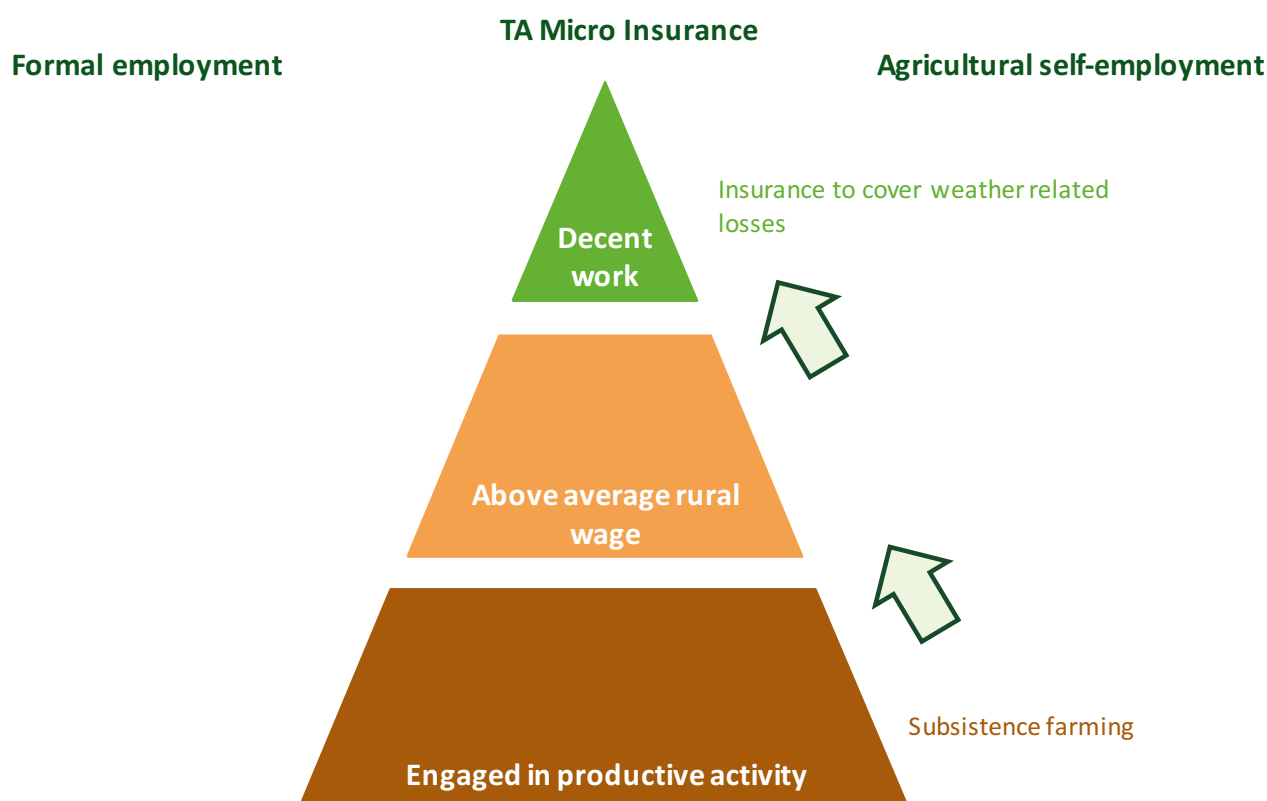 TA Micro Insurance
Formal employment
Agricultural self-employment
Insurance to cover weather related
losses
Decent
work
Above average rural
wage
Subsistence farming
Engaged in productive activity